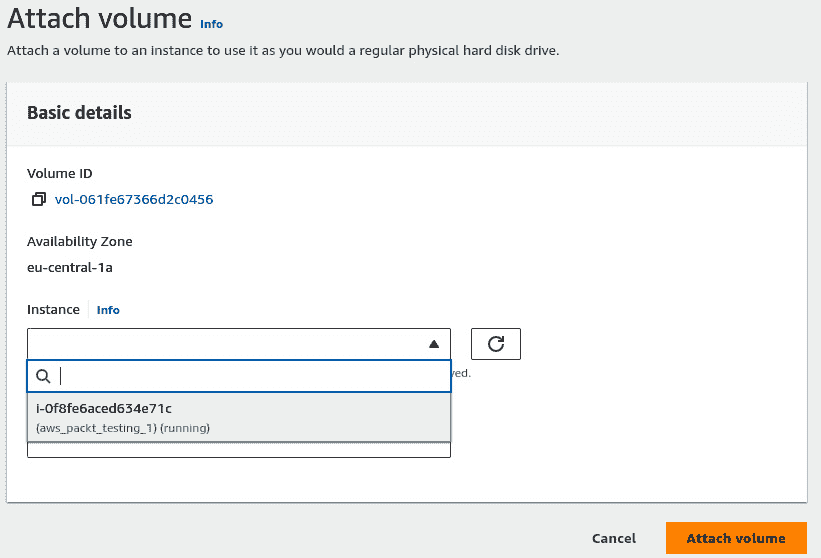 Attach volume Info
Attach a volume to an instance to use it as you would a regular physical hard disk drive.
Basic details
Volume ID
vol-061fe67366d2c0456
Availability Zone
eu-central-1a
Instance Info
i-0f8fe6aced634e71c
(aws_packt_testing_1) (running)
Cancel Attach volume